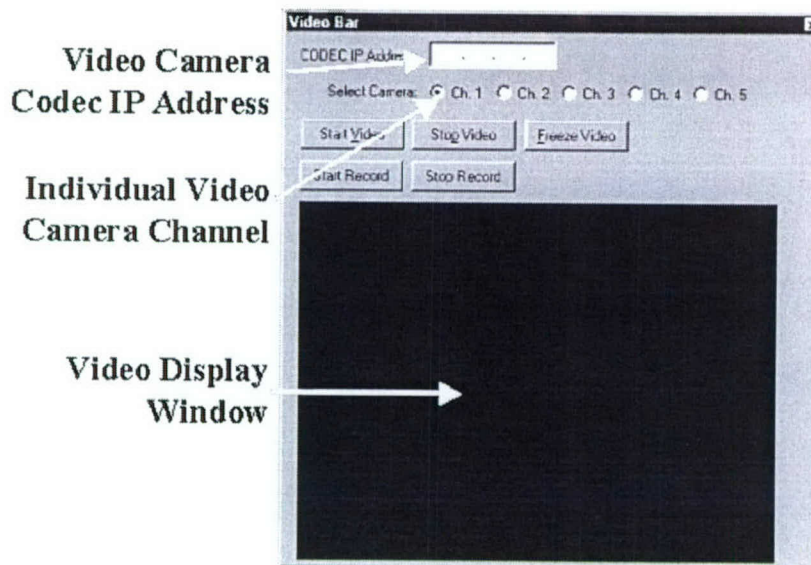 Video Bar
Video Camera
Codec IP Address
CODEC IP
Select Camera: Ch. 1 Ch. 2 Ch. 3 Ch. 4 Ch. 5
Start Video Stop Video Freeze Video
Start Record Stop Record
Individual Video
Camera Channel
Video Display
Window